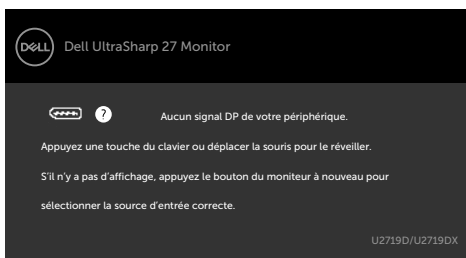 DELL
Dell UltraSharp 27 Monitor
?
Aucun signal DP de votre périphérique.
Appuyez une touche du clavier ou déplacer la souris pour le réveiller.
S'il n'y a pas d'affichage, appuyez le bouton du moniteur à nouveau pour
sélectionner la source d'entrée correcte.
U2719D/U2719DX